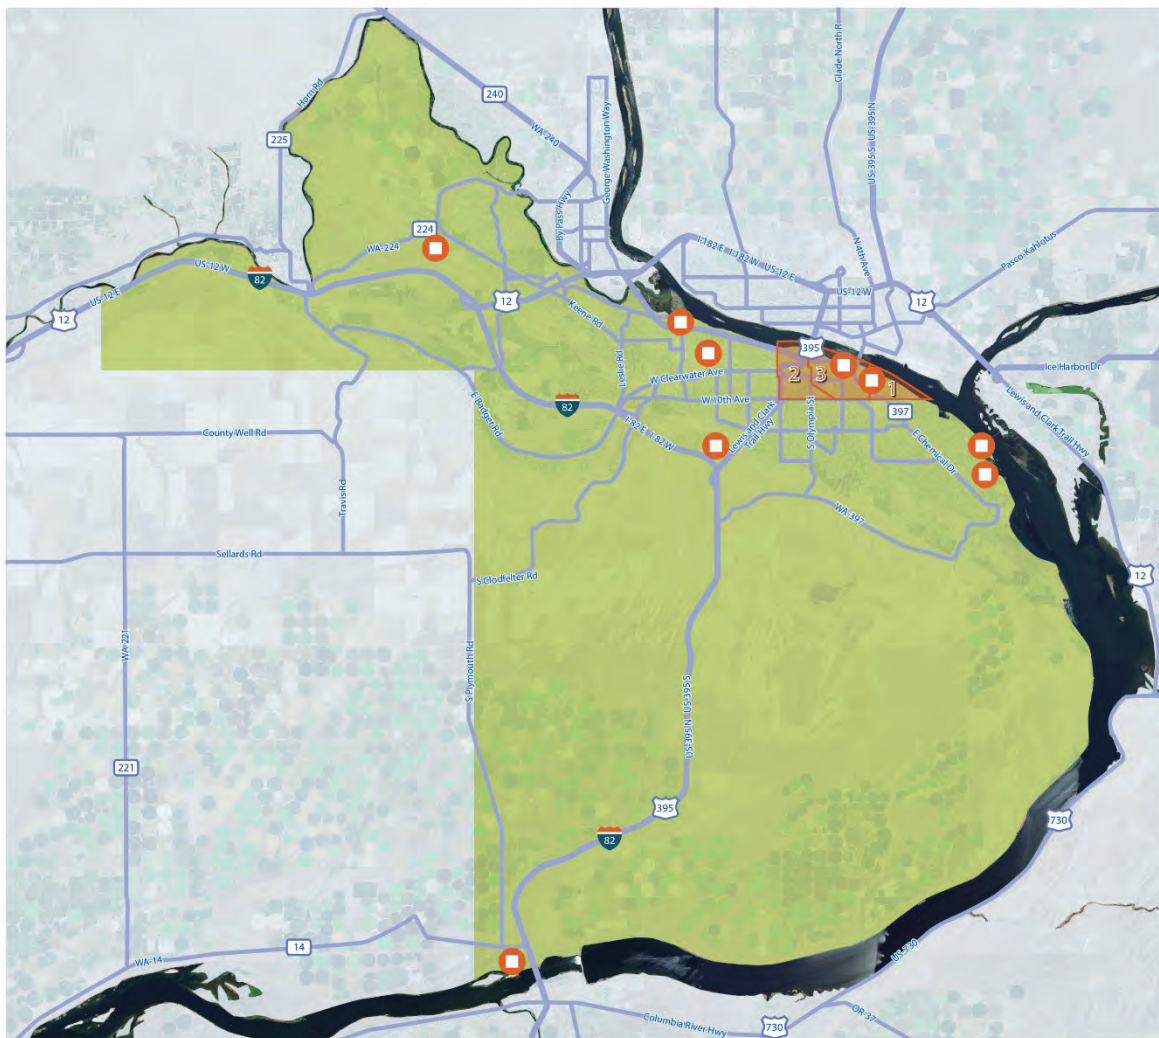 Horn Rd
240
WA-240
George Washington Way
Glade North R
US-395 S US-395 N
225
By Pass Hwy
224
WA-224
I-182 E I-182 W US-12 E
N 4th Ave
Pasco-Kahlotus
US-12 W
82
US-12 W
US-12 E
12
12
12
Keene Rd
395
Leslie Rd
W Clearwater Ave
2
3
1
Ice Harbor Dr
Lewis and Clark Trail Hwy
W 10th Ave
82
397
E Badger Rd
I-82 E I-82 W
Lewis and Clark
Trail Hwy
S Olympia St
E Chemical Dr
County Well Rd
Travis Rd
WA-397
Sellards Rd
S Clodfelter Rd
12
WA-221
S Plymouth Rd
US-395 N US-395 S
221
395
82
730
14
WA-14
US-730
Columbia River Hwy
730
OR-37